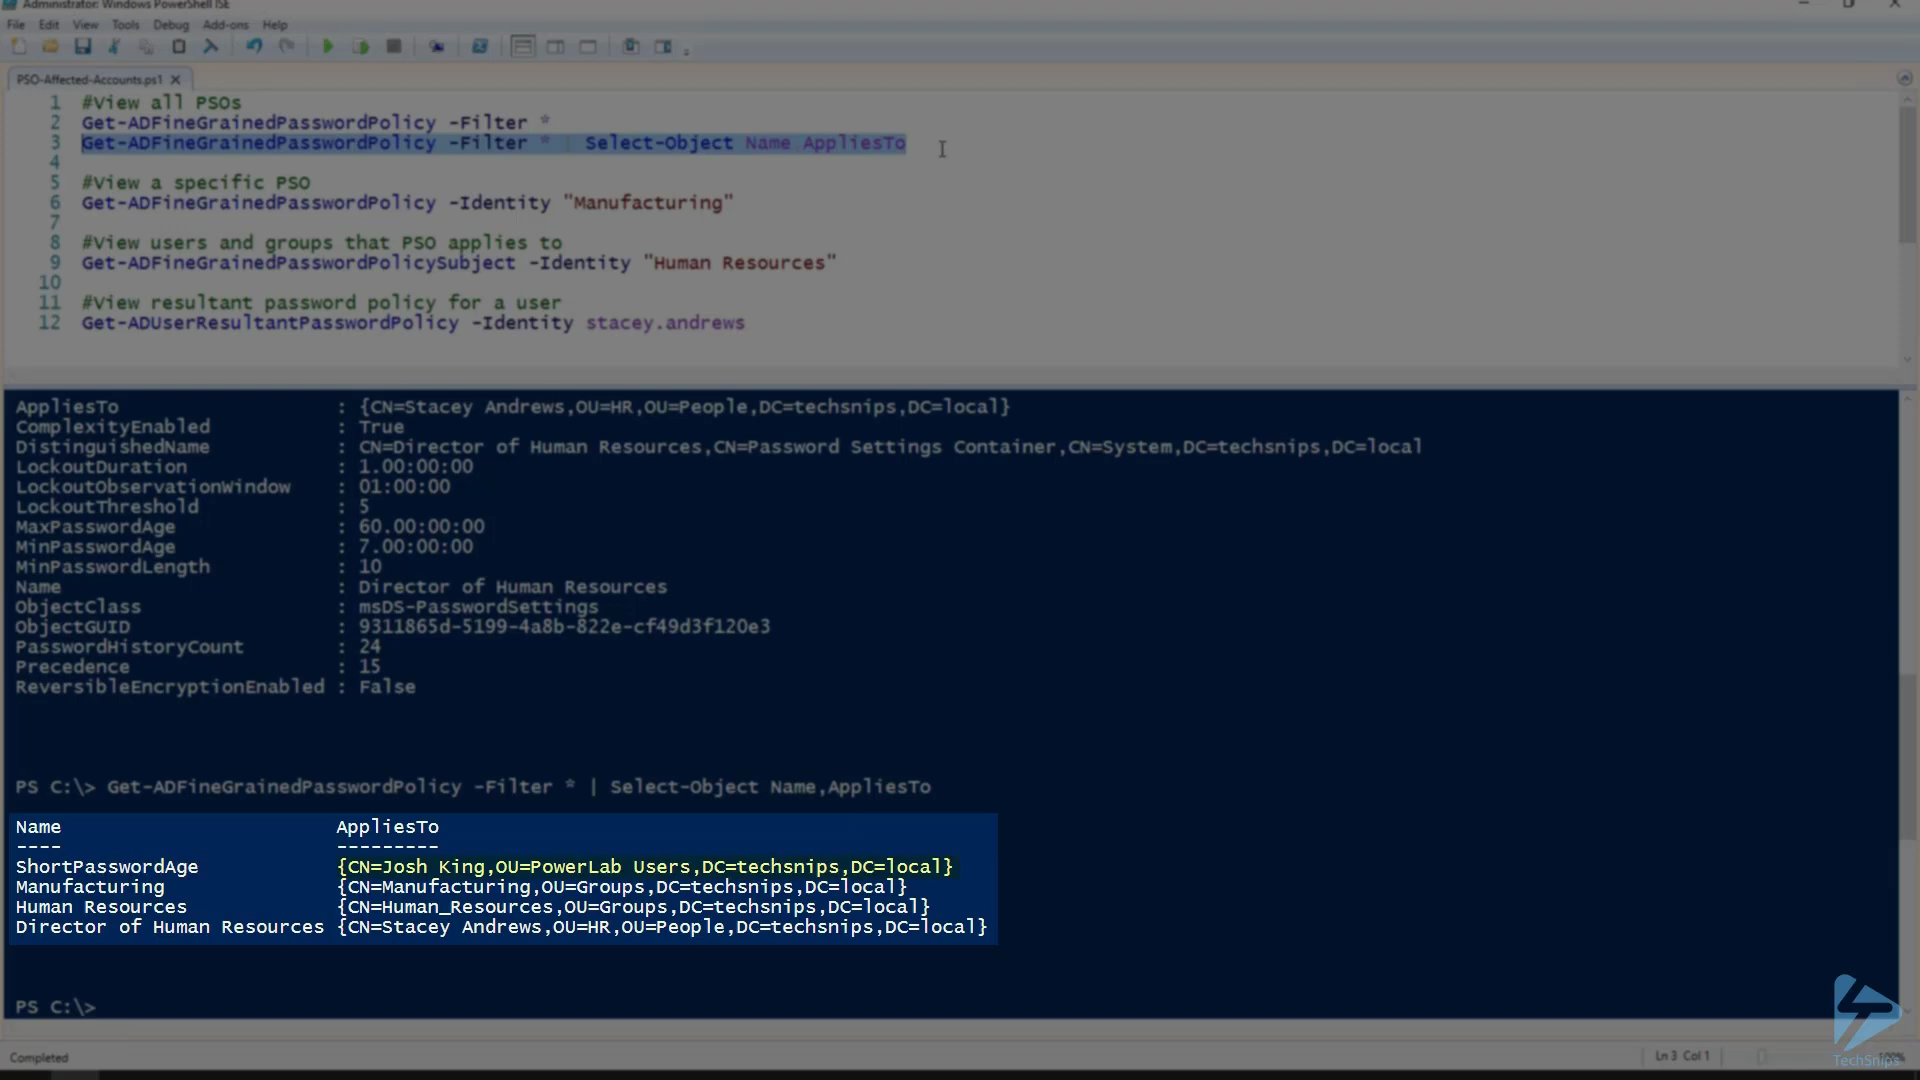 Administrator: Windows PowerShell ISE
File Edit View Tools Debug Add-ons Help
PSO-Affected-Accounts.ps1
1 #View all PSOs
2 Get-ADFineGrainedPasswordPolicy -Filter *
3 Get-ADFineGrainedPasswordPolicy -Filter * | Select-Object Name,AppliesTo
4
5 #View a specific PSO
6 Get-ADFineGrainedPasswordPolicy -Identity "Manufacturing"
7
8 #View users and groups that PSO applies to
9 Get-ADFineGrainedPasswordPolicySubject -Identity "Human Resources"
10
11 #View resultant password policy for a user
12 Get-ADUserResultantPasswordPolicy -Identity stacey.andrews
AppliesTo : {CN=Stacey Andrews,OU=HR,OU=People,DC=techsnips,DC=local}
ComplexityEnabled : True
DistinguishedName : CN=Director of Human Resources,CN=Password Settings Container,CN=System,DC=techsnips,DC=local
LockoutDuration : 1.00:00:00
LockoutObservationWindow : 01:00:00
LockoutThreshold : 5
MaxPasswordAge : 60.00:00:00
MinPasswordAge : 7.00:00:00
MinPasswordLength : 10
Name : Director of Human Resources
ObjectClass : msDS-PasswordSettings
ObjectGUID : 9311865d-5199-4a8b-822e-cf49d3f120e3
PasswordHistoryCount : 24
Precedence : 15
ReversibleEncryptionEnabled : False
PS C:\> Get-ADFineGrainedPasswordPolicy -Filter * | Select-Object Name,AppliesTo
Name AppliesTo
---- ---------
ShortPasswordAge {CN=Josh King,OU=PowerLab Users,DC=techsnips,DC=local}
Manufacturing {CN=Manufacturing,OU=Groups,DC=techsnips,DC=local}
Human Resources {CN=Human_Resources,OU=Groups,DC=techsnips,DC=local}
Director of Human Resources {CN=Stacey Andrews,OU=HR,OU=People,DC=techsnips,DC=local}
PS C:\>
Completed
Ln 3 Col 1
TechSnips